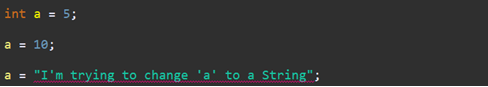 int a = 5;
a = 10;
a = "I'm trying to change 'a' to a String";